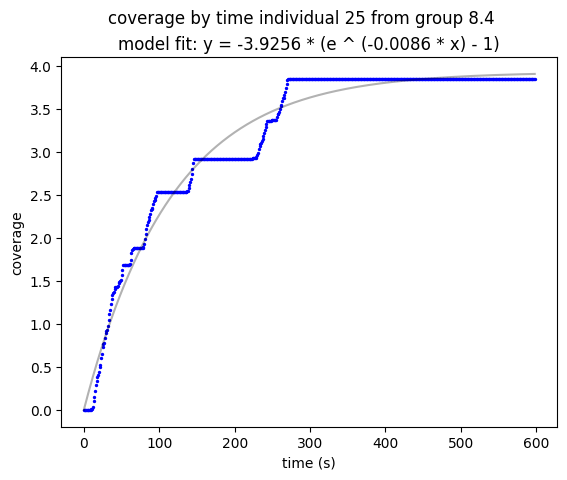 coverage by time individual 25 from group 8.4
model fit: y = -3.9256 * (e ^ (-0.0086 * x) - 1)
4.0
3.5
3.0
2.5
2.0
1.5
1.0
0.5
0.0
coverage
0 100 200 300 400 500 600
time (s)